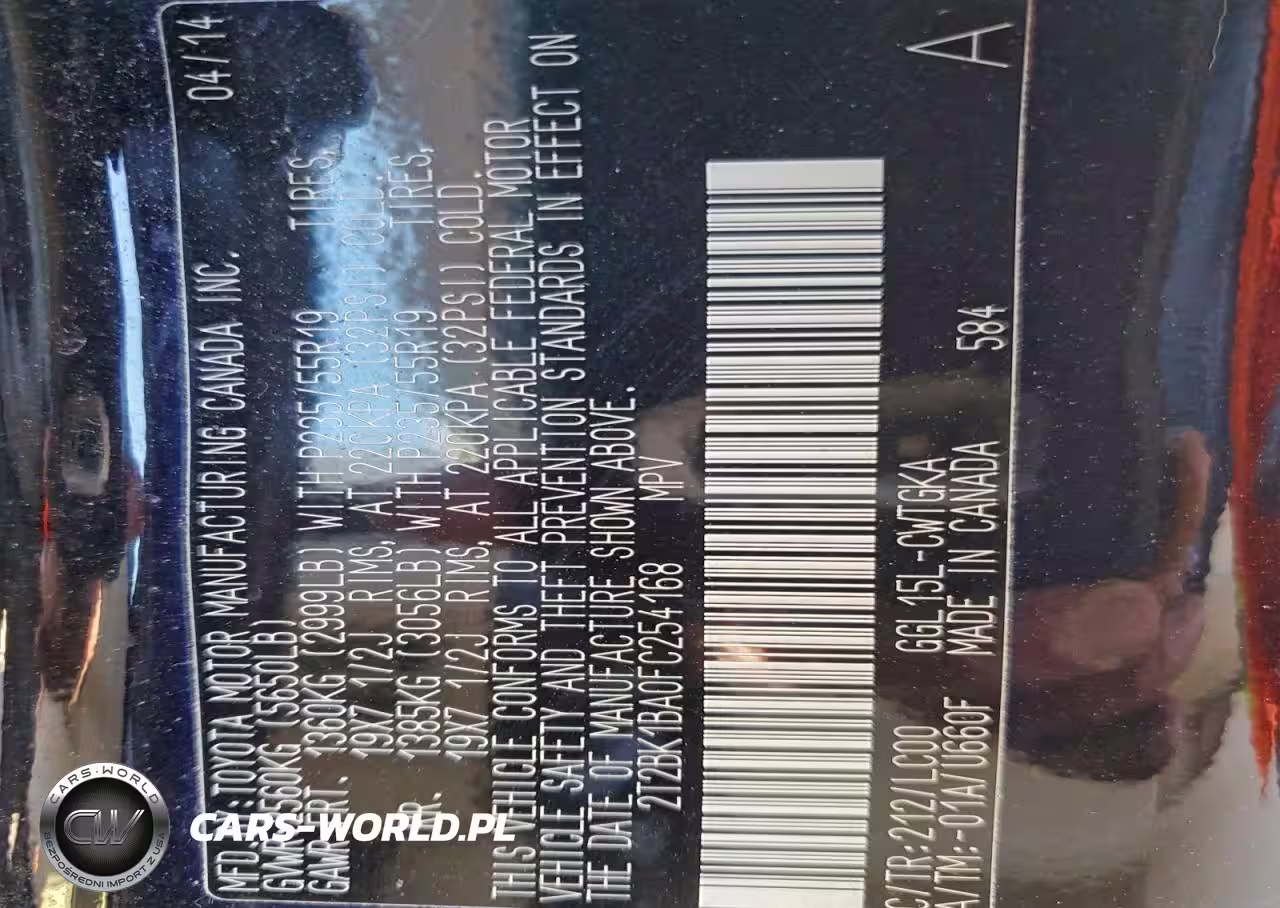 MFD.:TOYOTA MOTOR MANUFACTURING CANADA INC. 04/14
GVWR. 2560KG (5650LB)
GAWR FRT. 1360KG (2999LB) WITH P235/55R19 TIRES,
19X7 1/2J RIMS, AT 220KPA (32PSI) COLD,
RR. 1385KG (3056LB) WITH P235/55R19 TIRES,
19X7 1/2J RIMS, AT 220KPA (32PSI) COLD.
THIS VEHICLE CONFORMS TO ALL APPLICABLE FEDERAL MOTOR
VEHICLE SAFETY AND THEFT PREVENTION STANDARDS IN EFFECT ON
THE DATE OF MANUFACTURE SHOWN ABOVE.
2T2BK1BA0FC254168 MPV
C/TR:212/LC00 GGL15L-CWTGKA
A/TM:-01A/U660F MADE IN CANADA 584
A
CARS-WORLD
CW
BEZPOŚREDNI IMPORT Z USA
CARS-WORLD.PL